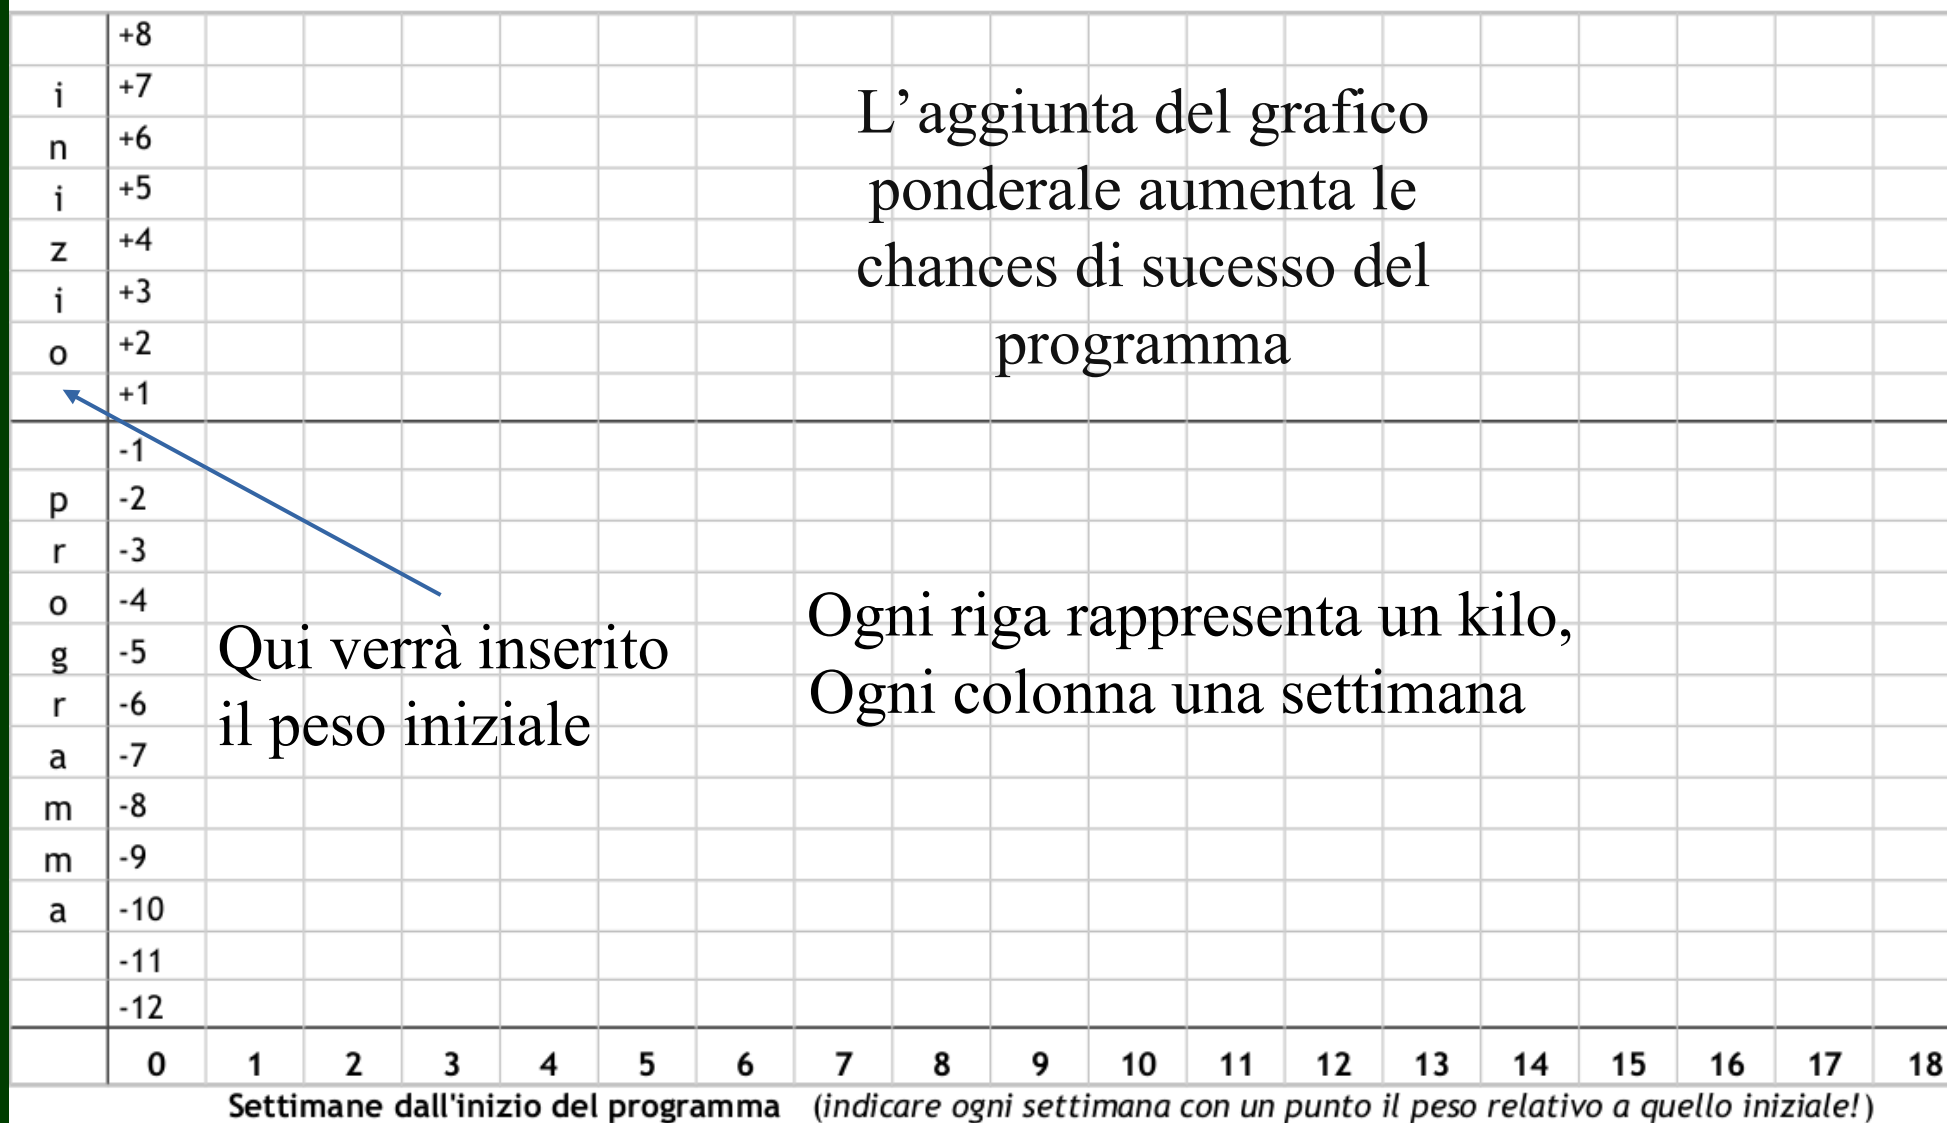 +8
i +7
n +6
i +5
z +4
i +3
o +2
+1
-1
p -2
r -3
o -4
g -5
r -6
a -7
m -8
m -9
a -10
-11
-12
L’aggiunta del grafico
ponderale aumenta le
chances di sucesso del
programma
Qui verrà inserito
il peso iniziale
Ogni riga rappresenta un kilo,
Ogni colonna una settimana
0 1 2 3 4 5 6 7 8 9 10 11 12 13 14 15 16 17 18
Settimane dall'inizio del programma (indicare ogni settimana con un punto il peso relativo a quello iniziale!)